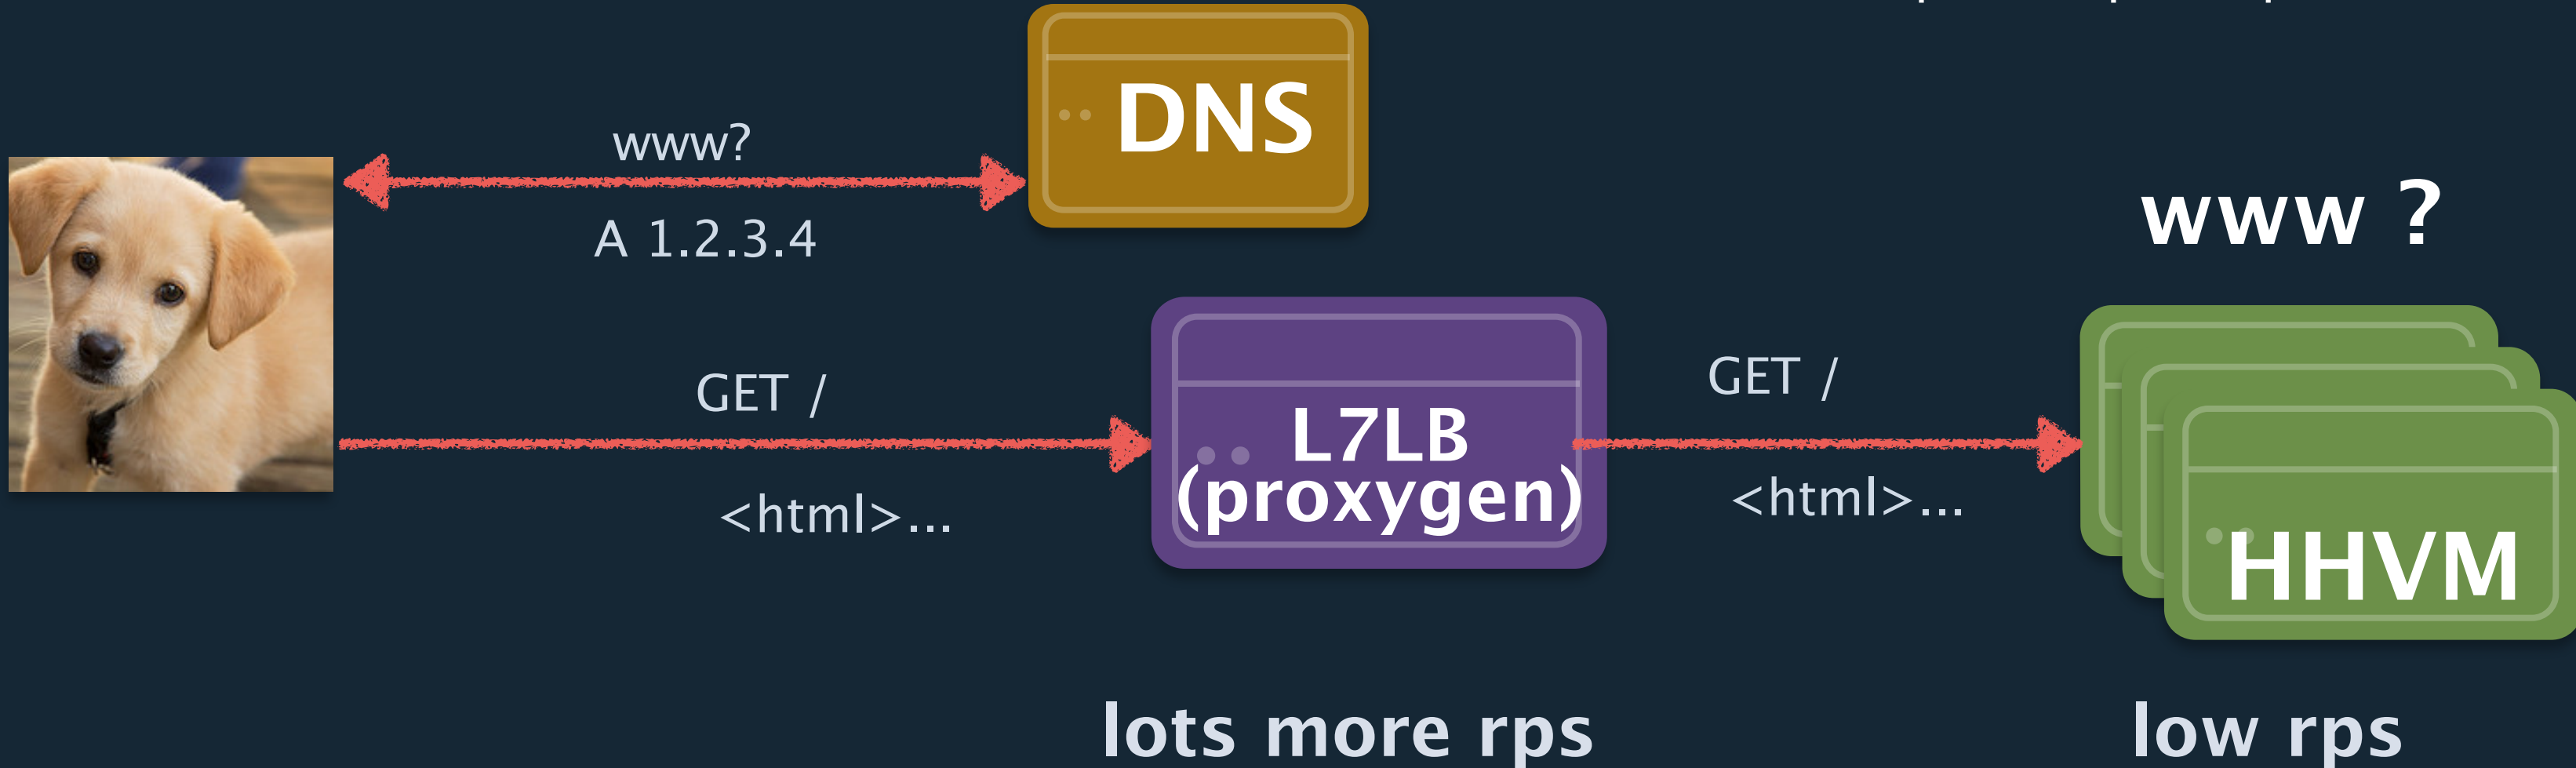 DNS
www?
A 1.2.3.4
www ?
GET /
<html>...
L7LB
(proxygen)
GET /
<html>...
HHVM
lots more rps
low rps